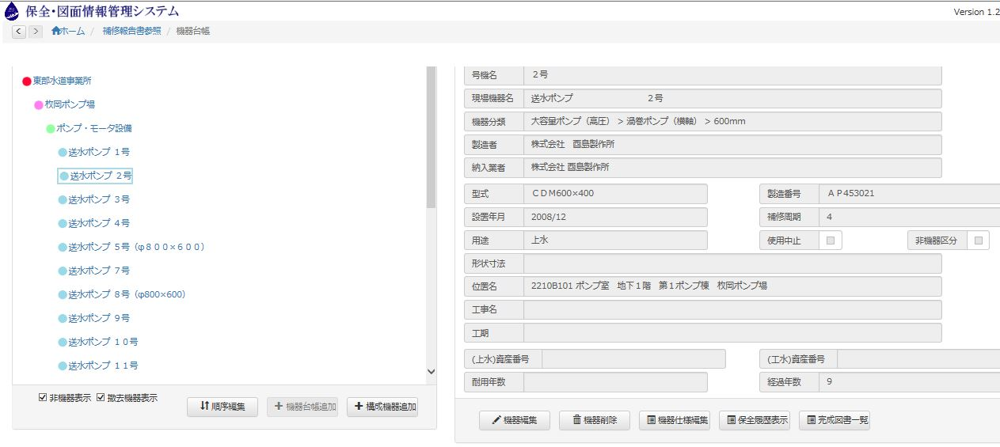 保全・図面情報管理システム
Version 1.2
< > ホーム / 補修報告書参照 / 機器台帳
東部水道事業所
枚岡ポンプ場
ポンプ・モータ設備
送水ポンプ １号
送水ポンプ ２号
送水ポンプ ３号
送水ポンプ ４号
送水ポンプ ５号（φ８００×６００）
送水ポンプ ７号
送水ポンプ ８号（φ800×600）
送水ポンプ ９号
送水ポンプ １０号
送水ポンプ １１号
非機器表示 撤去機器表示
順序編集 機器台帳追加 構成機器追加
号機名 ２号
現場機器名 送水ポンプ ２号
機器分類 大容量ポンプ（高圧） > 渦巻ポンプ（横軸） > 600mm
製造者 株式会社　酉島製作所
納入業者 株式会社 酉島製作所
型式 ＣＤＭ600×400 製造番号 ＡＰ453021
設置年月 2008/12 補修周期 4
用途 上水 使用中止 非機器区分
形状寸法
位置名 2210B101 ポンプ室　地下１階　第１ポンプ棟　枚岡ポンプ場
工事名
工期
(上水)資産番号 (工水)資産番号
耐用年数 経過年数 9
機器編集 機器削除 機器仕様編集 保全履歴表示 完成図書一覧